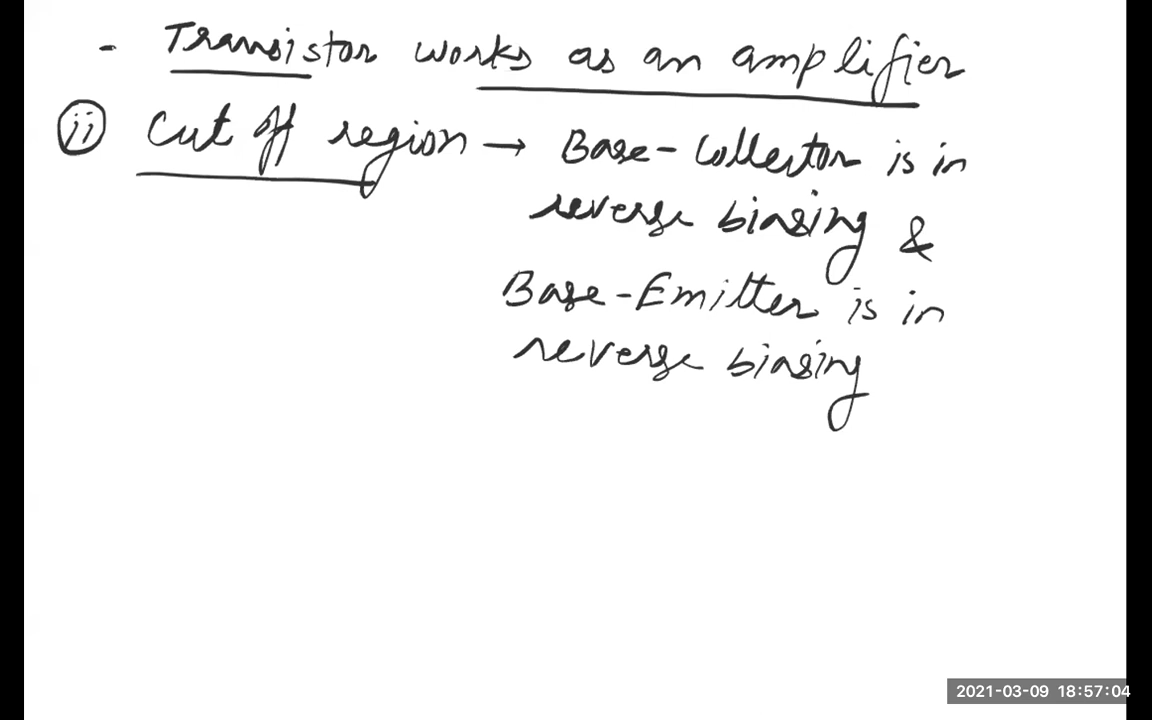 - Transistor works as an amplifier
(ii) Cut off region → Base-Collector is in
reverse biasing &
Base-Emitter is in
reverse biasing
2021-03-09 18:57:04